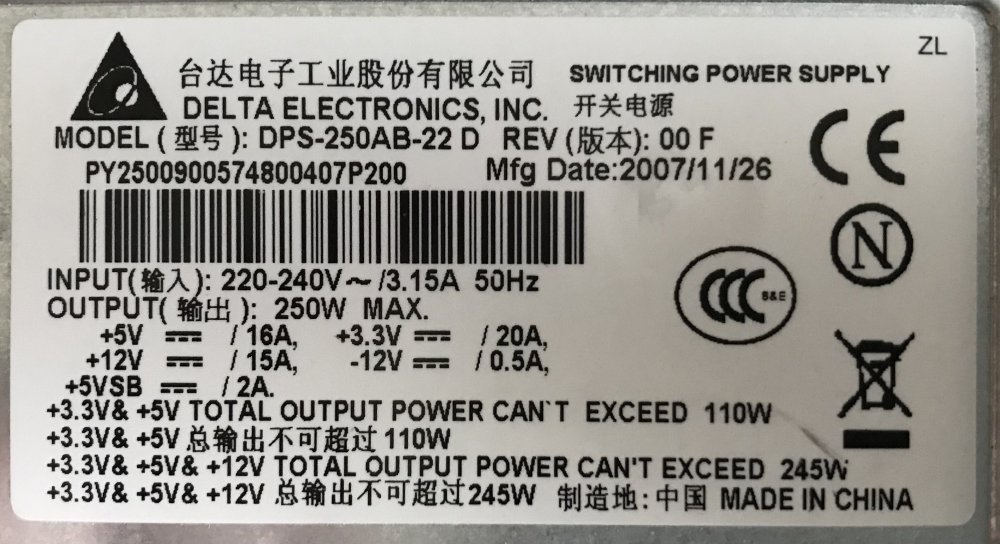 ZL
台达电子工业股份有限公司 SWITCHING POWER SUPPLY
DELTA ELECTRONICS, INC. 开关电源
MODEL ( 型号 ): DPS-250AB-22 D REV (版本): 00 F
PY2500900574800407P200 Mfg Date:2007/11/26
CE
N
INPUT(输入): 220-240V～ /3.15A 50Hz
CCC S&E
OUTPUT( 输出 ): 250W MAX.
+5V ⎓ / 16A, +3.3V ⎓ / 20A,
+12V ⎓ / 15A, -12V ⎓ / 0.5A,
+5VSB ⎓ / 2A.
+3.3V& +5V TOTAL OUTPUT POWER CAN'T EXCEED 110W
+3.3V& +5V 总输出不可超过110W
+3.3V& +5V& +12V TOTAL OUTPUT POWER CAN'T EXCEED 245W
+3.3V& +5V& +12V 总输出不可超过245W 制造地: 中国 MADE IN CHINA